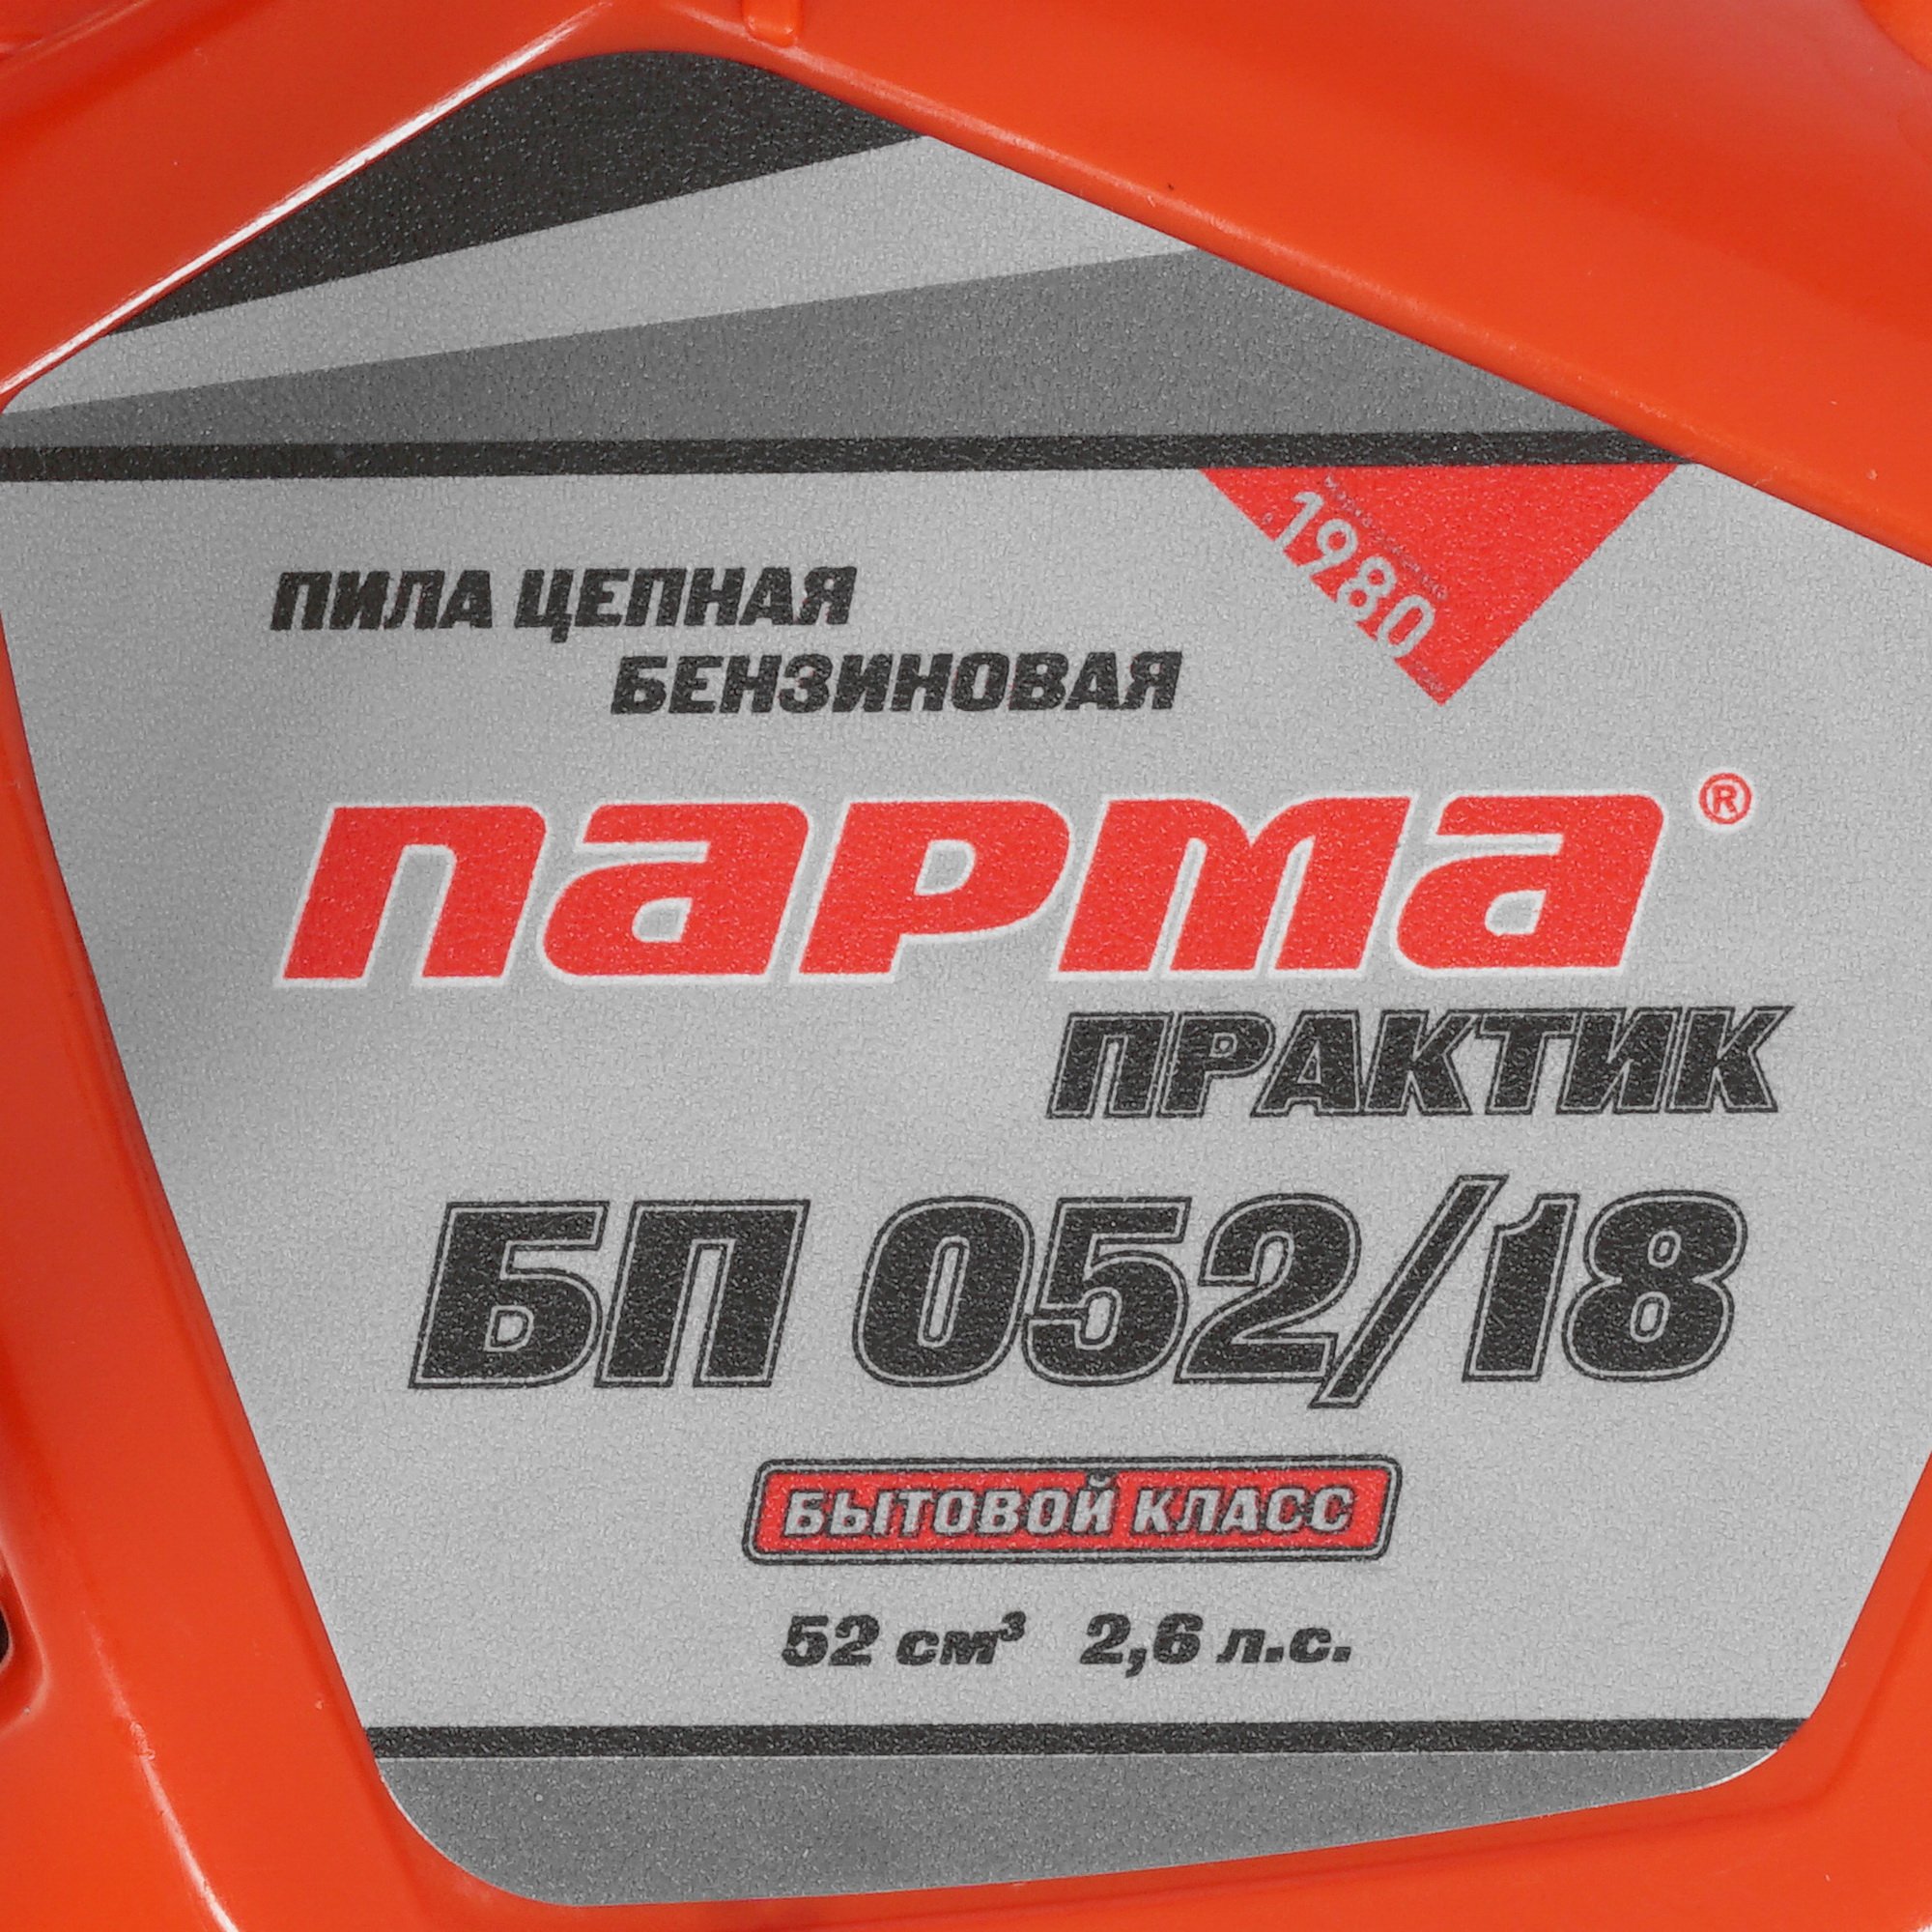 1980
ПИЛА ЦЕПНАЯ
БЕНЗИНОВАЯ
ПАРМА®
ПРАКТИК
БП 052/18
БЫТОВОЙ КЛАСС
52 см³ 2,6 л.с.